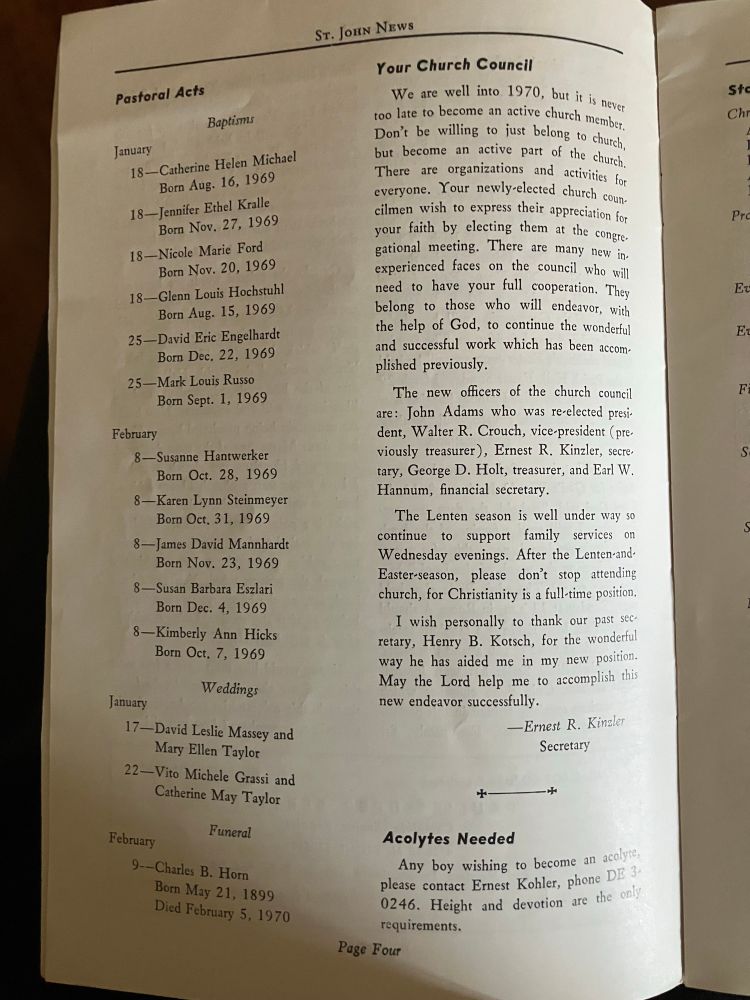 St. John News
Pastoral Acts
Baptisms
January
18—Catherine Helen Michael
Born Aug. 16, 1969
18—Jennifer Ethel Kralle
Born Nov. 27, 1969
18—Nicole Marie Ford
Born Nov. 20, 1969
18—Glenn Louis Hochstuhl
Born Aug. 15, 1969
25—David Eric Engelhardt
Born Dec. 22, 1969
25—Mark Louis Russo
Born Sept. 1, 1969
February
8—Susanne Hantwerker
Born Oct. 28, 1969
8—Karen Lynn Steinmeyer
Born Oct. 31, 1969
8—James David Mannhardt
Born Nov. 23, 1969
8—Susan Barbara Eszlari
Born Dec. 4, 1969
8—Kimberly Ann Hicks
Born Oct. 7, 1969
Weddings
January
17—David Leslie Massey and
Mary Ellen Taylor
22—Vito Michele Grassi and
Catherine May Taylor
Funeral
February
9—Charles B. Horn
Born May 21, 1899
Died February 5, 1970
Your Church Council
We are well into 1970, but it is never
too late to become an active church member.
Don't be willing to just belong to church,
but become an active part of the church.
There are organizations and activities for
everyone. Your newly-elected church coun-
cilmen wish to express their appreciation for
your faith by electing them at the congre-
gational meeting. There are many new in-
experienced faces on the council who will
need to have your full cooperation. They
belong to those who will endeavor, with
the help of God, to continue the wonderful
and successful work which has been accom-
plished previously.
The new officers of the church council
are: John Adams who was re-elected presi-
dent, Walter R. Crouch, vice-president (pre-
viously treasurer), Ernest R. Kinzler, secre-
tary, George D. Holt, treasurer, and Earl W.
Hannum, financial secretary.
The Lenten season is well under way so
continue to support family services on
Wednesday evenings. After the Lenten-and-
Easter-season, please don't stop attending
church, for Christianity is a full-time position.
I wish personally to thank our past sec-
retary, Henry B. Kotsch, for the wonderful
way he has aided me in my new position.
May the Lord help me to accomplish this
new endeavor successfully.
—Ernest R. Kinzler
Secretary
Acolytes Needed
Any boy wishing to become an acolyte,
please contact Ernest Kohler, phone DE 3-
0246. Height and devotion are the only
requirements.
Page Four